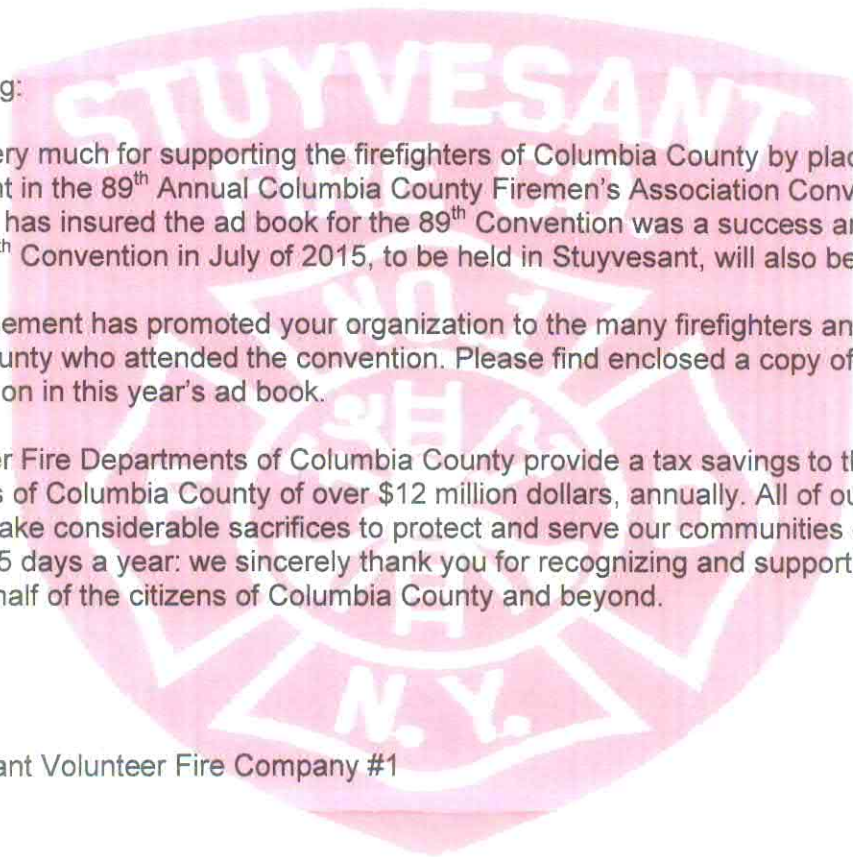 STUYVESANT
FIRE CO.
NO. 1
F D
N.Y.
g:
ery much for supporting the firefighters of Columbia County by plac
t in the 89th Annual Columbia County Firemen's Association Conv
has insured the ad book for the 89th Convention was a success a
th Convention in July of 2015, to be held in Stuyvesant, will also be
ement has promoted your organization to the many firefighters an
unty who attended the convention. Please find enclosed a copy of
on in this year's ad book.
r Fire Departments of Columbia County provide a tax savings to t
s of Columbia County of over $12 million dollars, annually. All of o
ake considerable sacrifices to protect and serve our communities
5 days a year: we sincerely thank you for recognizing and support
half of the citizens of Columbia County and beyond.
ant Volunteer Fire Company #1